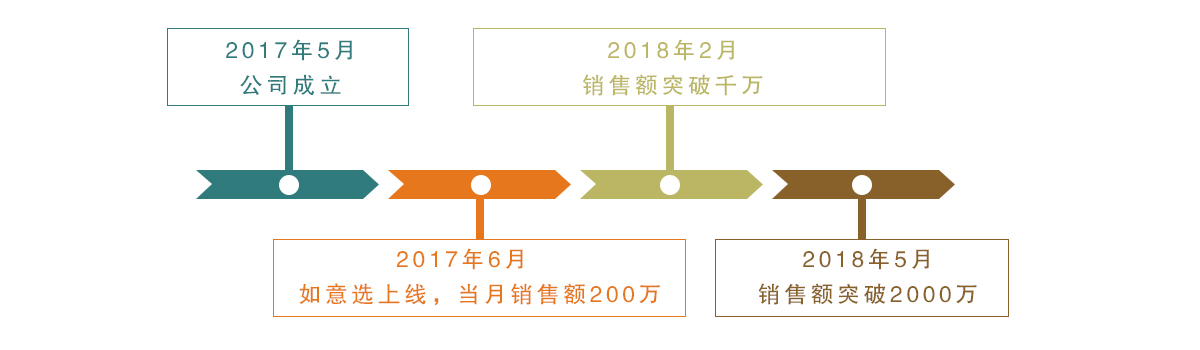 2017年5月
公司成立
2018年2月
销售额突破千万
2017年6月
如意选上线，当月销售额200万
2018年5月
销售额突破2000万